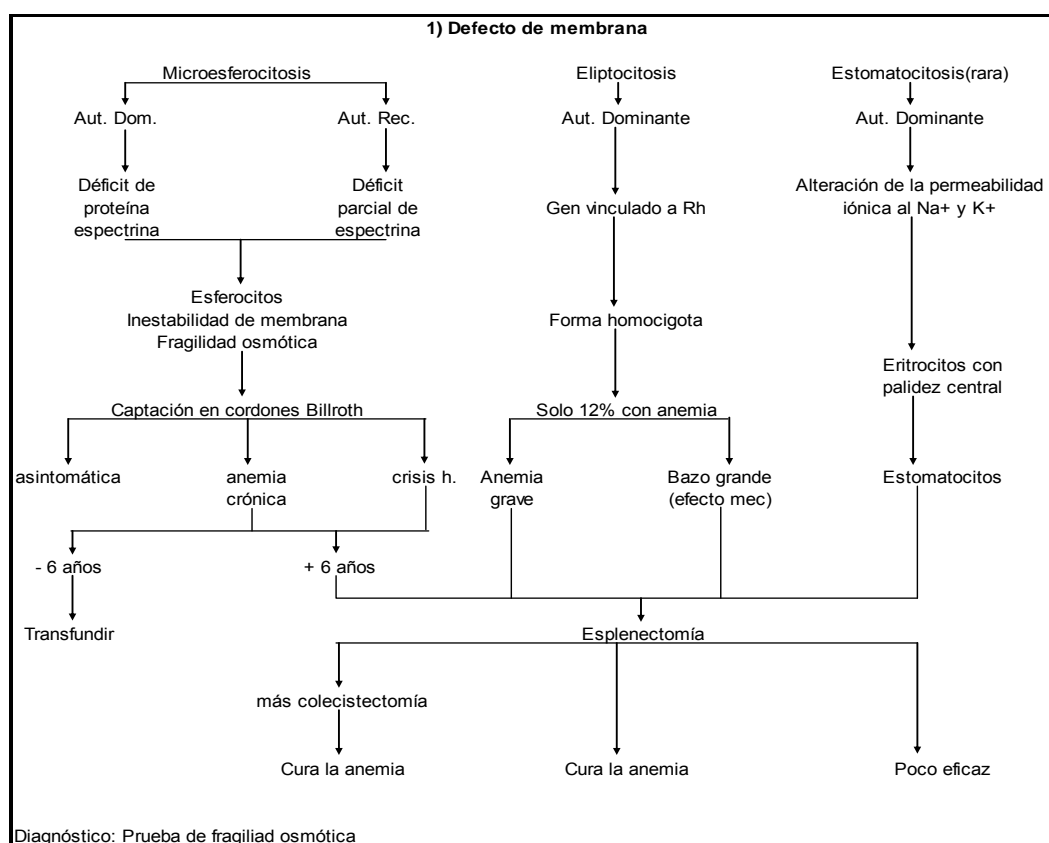 1) Defecto de membrana
Microesferocitosis
Eliptocitosis
Estomatocitosis(rara)
Aut. Dom.
Aut. Rec.
Aut. Dominante
Aut. Dominante
Déficit de
proteína
espectrina
Déficit
parcial de
espectrina
Gen vinculado a Rh
Alteración de la permeabilidad
iónica al Na+ y K+
Esferocitos
Inestabilidad de membrana
Fragilidad osmótica
Forma homocigota
Eritrocitos con
palidez central
Captación en cordones Billroth
Solo 12% con anemia
asintomática
anemia
crónica
crisis h.
Anemia
grave
Bazo grande
(efecto mec)
Estomatocitos
- 6 años
+ 6 años
Transfundir
Esplenectomía
más colecistectomía
Cura la anemia
Cura la anemia
Poco eficaz
Diagnóstico: Prueba de fragiliad osmótica